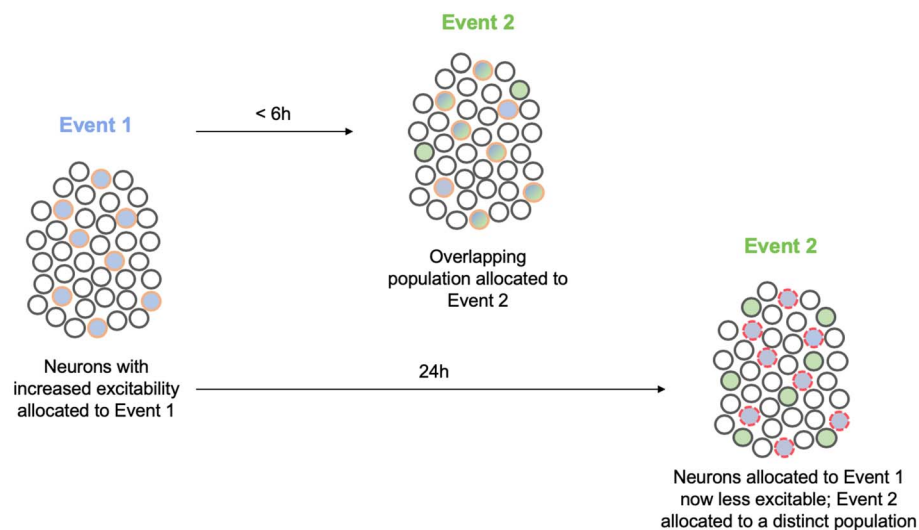 Event 2
< 6h
Event 1
Overlapping
population allocated to
Event 2
Event 2
Neurons with
increased excitability
allocated to Event 1
24h
Neurons allocated to Event 1
now less excitable; Event 2
allocated to a distinct population